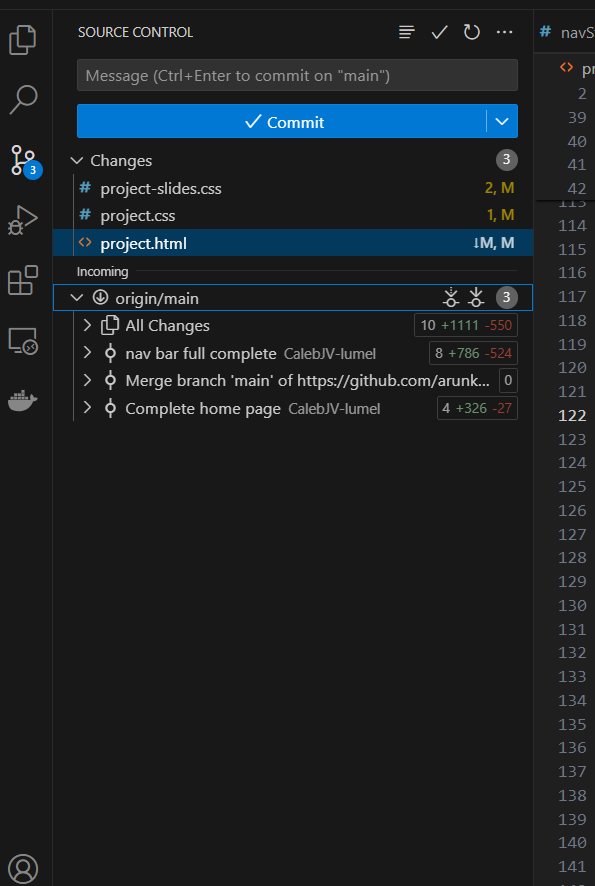 SOURCE CONTROL
Message (Ctrl+Enter to commit on "main")
Commit
Changes 3
# project-slides.css 2, M
# project.css 1, M
<> project.html ↓M, M
3
Incoming
origin/main 3
All Changes 10 +1111 -550
nav bar full complete CalebJV-lumel 8 +786 -524
Merge branch 'main' of https://github.com/arunk... 0
Complete home page CalebJV-lumel 4 +326 -27
# navS
<> pr
2
39
40
41
42
113
114
115
116
117
118
119
120
121
122
123
124
125
126
127
128
129
130
131
132
133
134
135
136
137
138
139
140
141